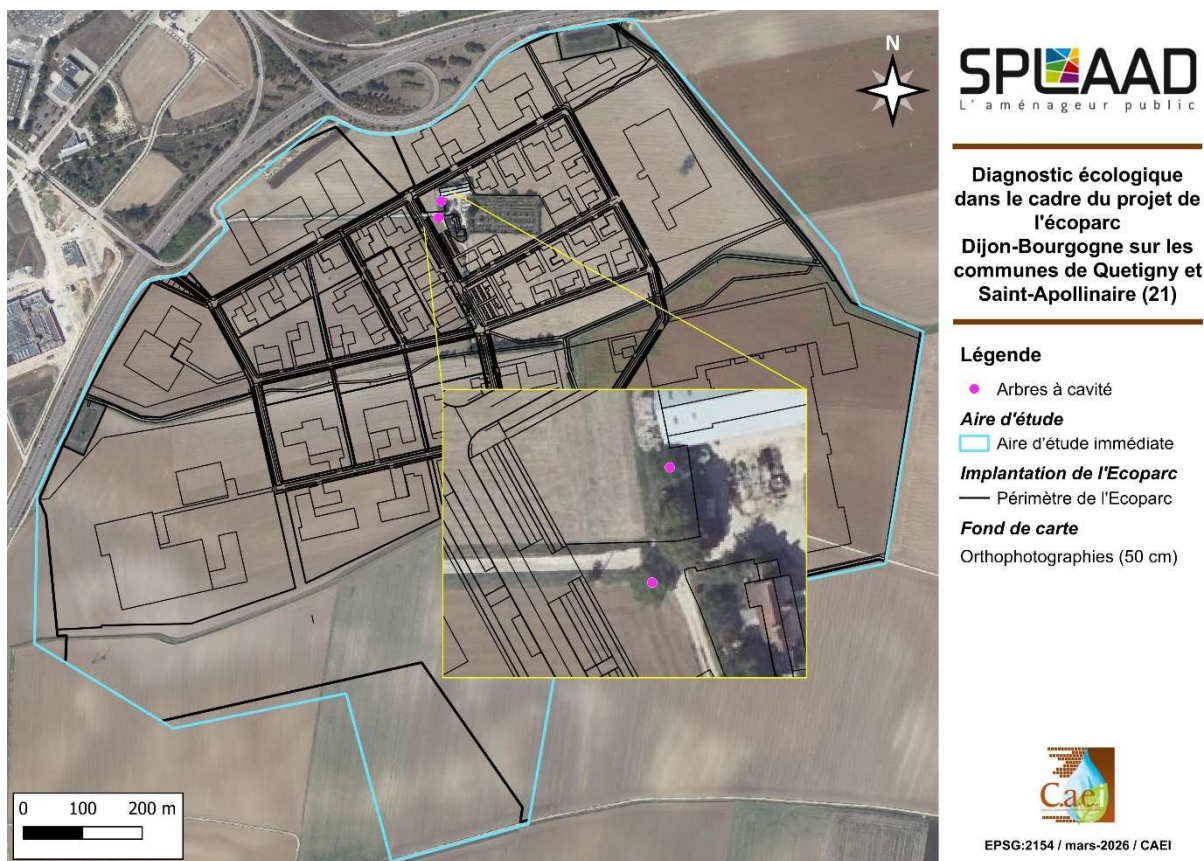 N
0 100 200 m
SPLAAD
L'aménageur public
Diagnostic écologique
dans le cadre du projet de
l'écoparc
Dijon-Bourgogne sur les
communes de Quetigny et
Saint-Apollinaire (21)
Légende
Arbres à cavité
Aire d'étude
Aire d'étude immédiate
Implantation de l'Ecoparc
Périmètre de l'Ecoparc
Fond de carte
Orthophotographies (50 cm)
C.a.e.i
EPSG:2154 / mars-2026 / CAEI